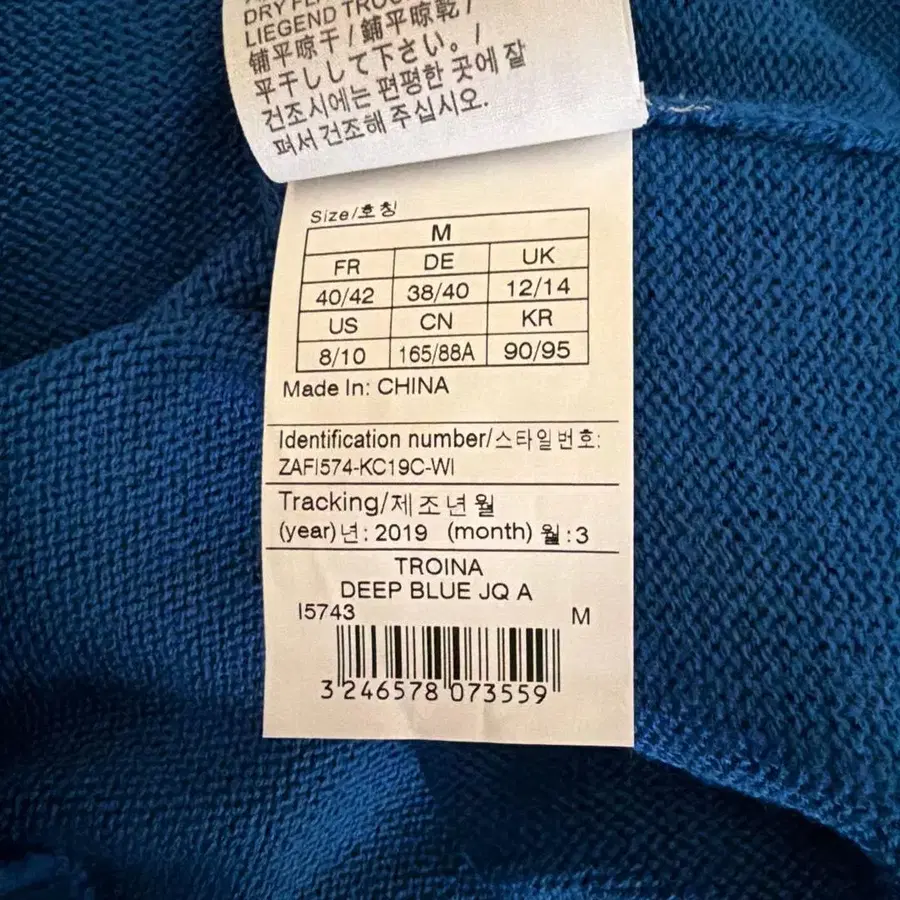 DRY FL
LIEGEND TRO
铺平晾干 / 鋪平晾乾 /
平干しして下さい。/
건조시에는 편평한 곳에 잘
펴서 건조해 주십시오.
Size/호칭
M
FR DE UK
40/42 38/40 12/14
US CN KR
8/10 165/88A 90/95
Made In: CHINA
Identification number/스타일번호:
ZAFI574-KC19C-WI
Tracking/제조년월
(year)년: 2019 (month) 월:3
TROINA
DEEP BLUE JQ A
I5743 M
3 246578 073559